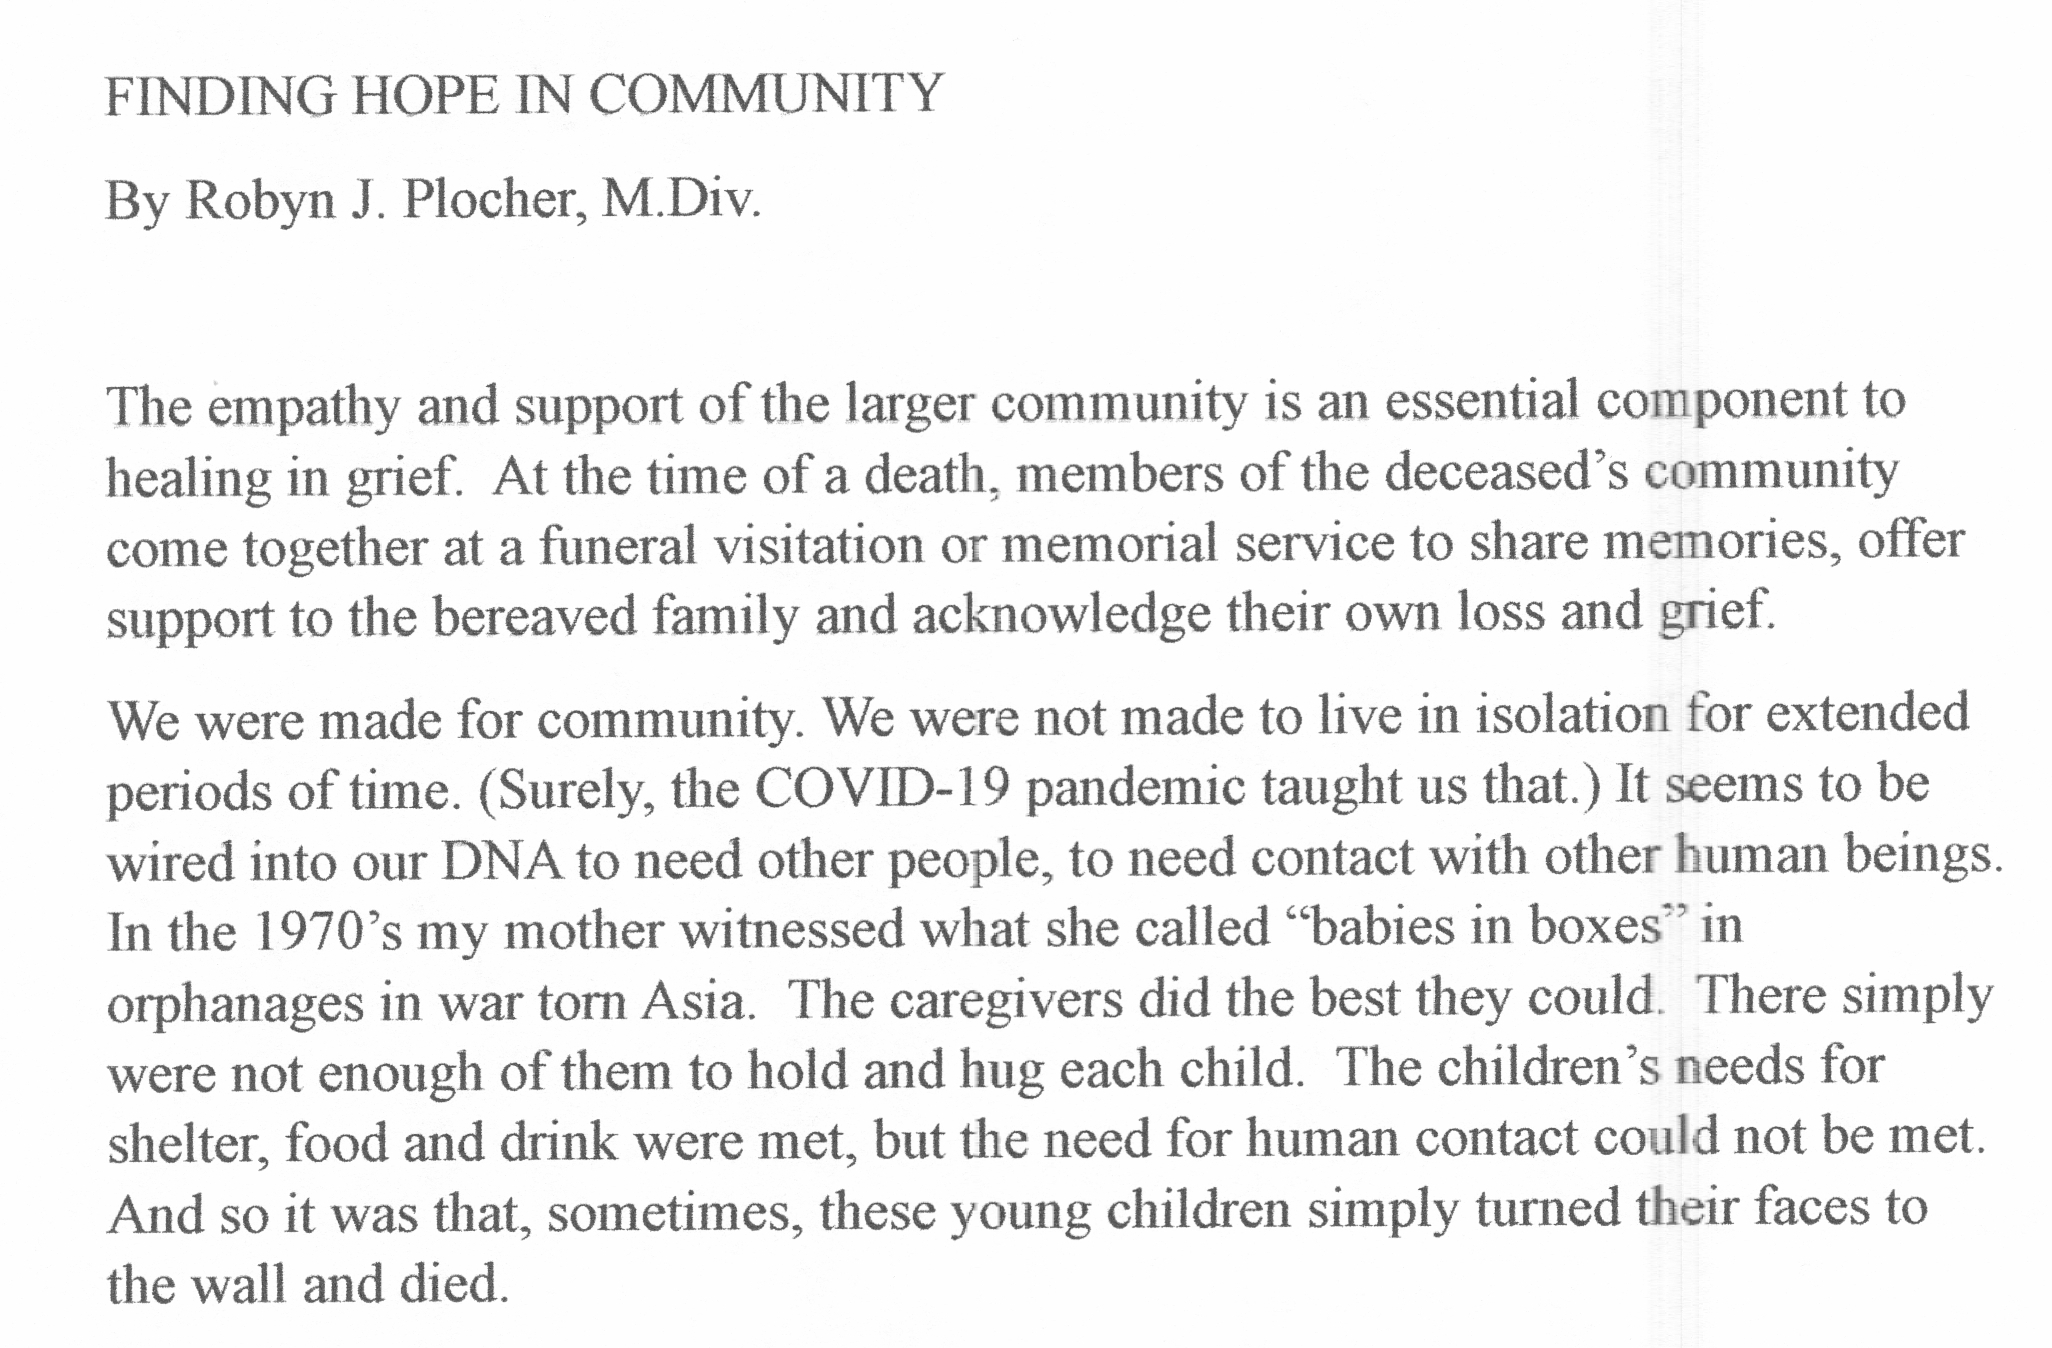 FINDING HOPE IN COMMUNITY
By Robyn J. Plocher, M.Div.
The empathy and support of the larger community is an essential component to
healing in grief.  At the time of a death, members of the deceased’s community
come together at a funeral visitation or memorial service to share memories, offer
support to the bereaved family and acknowledge their own loss and grief.
We were made for community. We were not made to live in isolation for extended
periods of time. (Surely, the COVID-19 pandemic taught us that.) It seems to be
wired into our DNA to need other people, to need contact with other human beings.
In the 1970’s my mother witnessed what she called “babies in boxes” in
orphanages in war torn Asia.  The caregivers did the best they could.  There simply
were not enough of them to hold and hug each child.  The children’s needs for
shelter, food and drink were met, but the need for human contact could not be met.
And so it was that, sometimes, these young children simply turned their faces to
the wall and died.